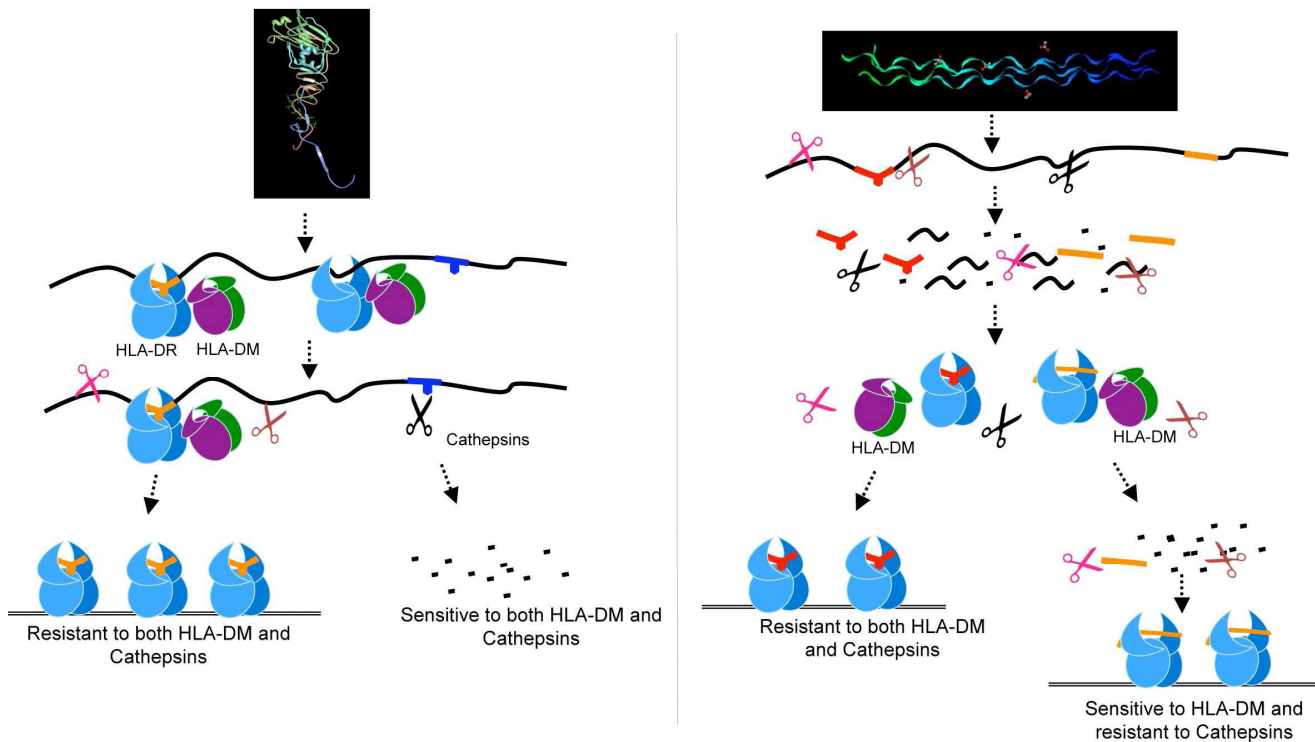 HLA-DR
HLA-DM
Cathepsins
Resistant to both HLA-DM and
Cathepsins
Sensitive to both HLA-DM and
Cathepsins
HLA-DM
HLA-DM
Resistant to both HLA-DM
and Cathepsins
Sensitive to HLA-DM and
resistant to Cathepsins